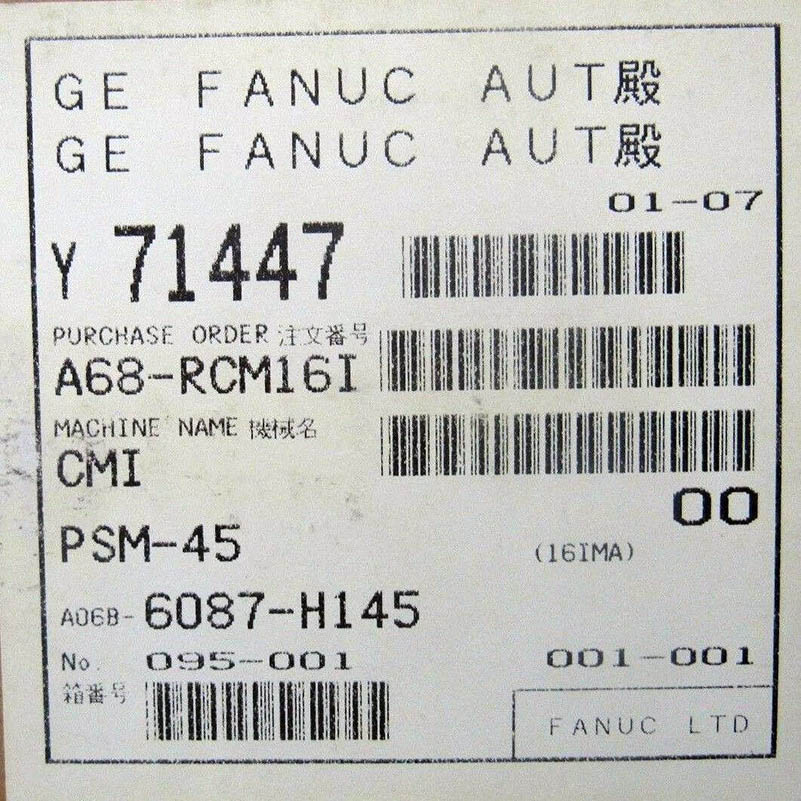 GE FANUC AUT殿
GE FANUC AUT殿
01-07
Y 71447
PURCHASE ORDER 注文番号
A68-RCM16I
MACHINE NAME 機械名
CMI
00
PSM-45 (16IMA)
A06B-6087-H145
No. 095-001 001-001
箱番号
FANUC LTD